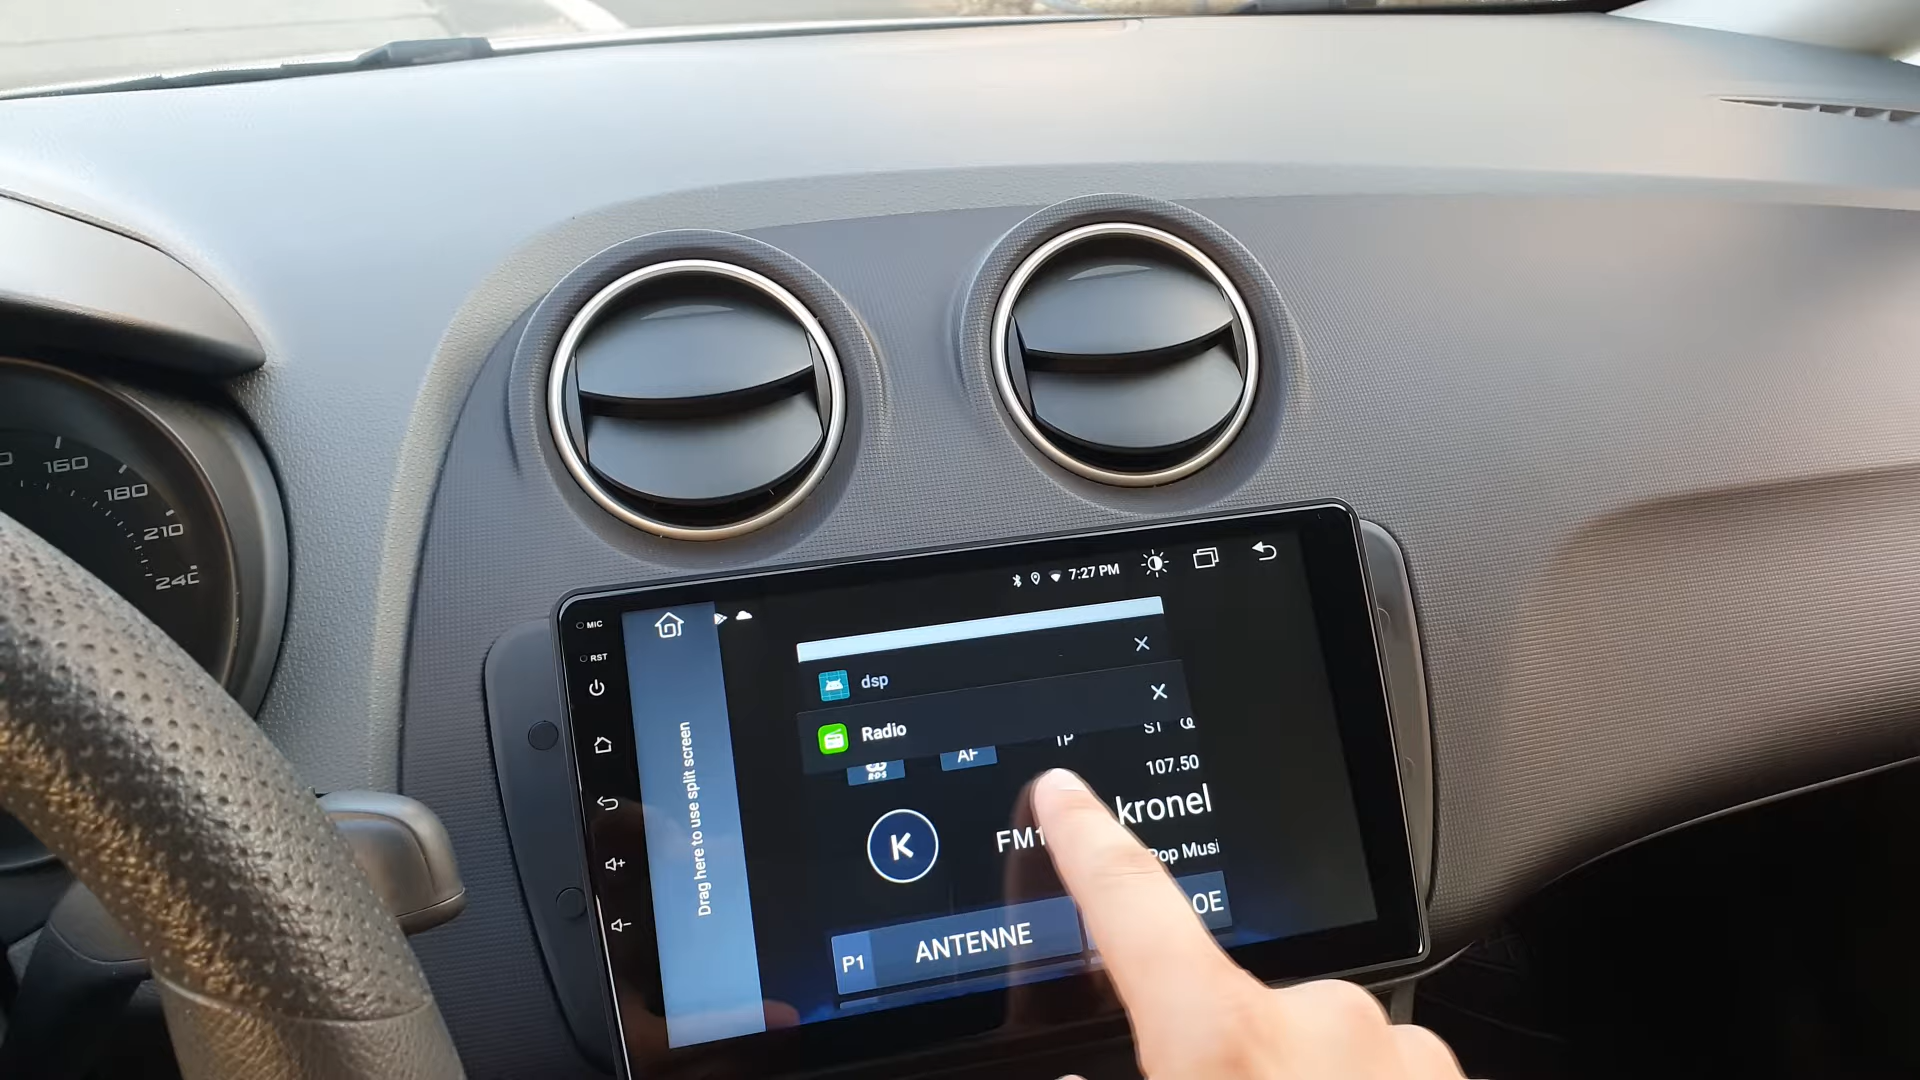 160
180
210
24
MIC
RST
7:27 PM
dsp
Radio
Drag here to use split screen
RDS
AF
TP
ST
107.50
K
FM1
kronel
Pop Musi
P1
ANTENNE
OE